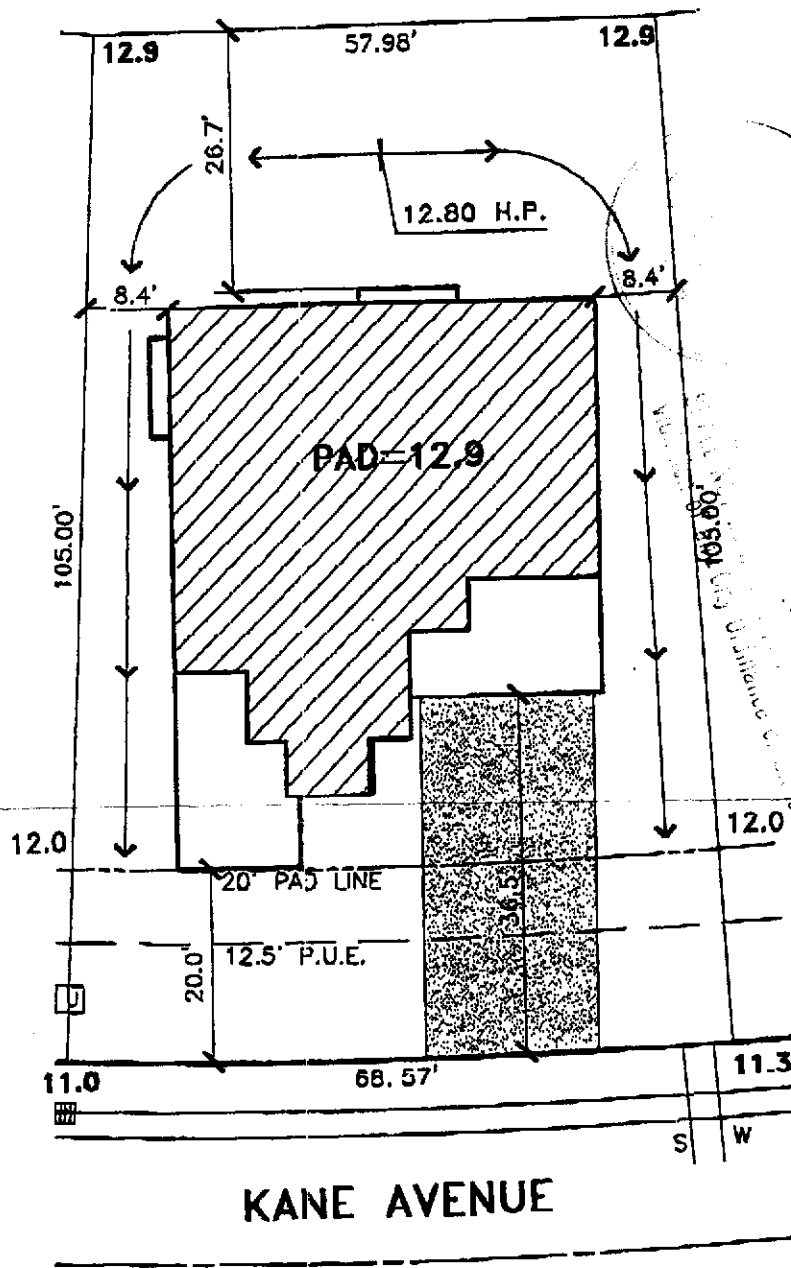 12.9
57.98'
12.9
26.7'
12.80 H.P.
8.4'
8.4'
PAD=12.9
105.00'
105.00'
12.0
12.0
20' PAD LINE
36.5'
20.0'
12.5' P.U.E.
U
11.0
68.57'
11.3
S
W
KANE AVENUE